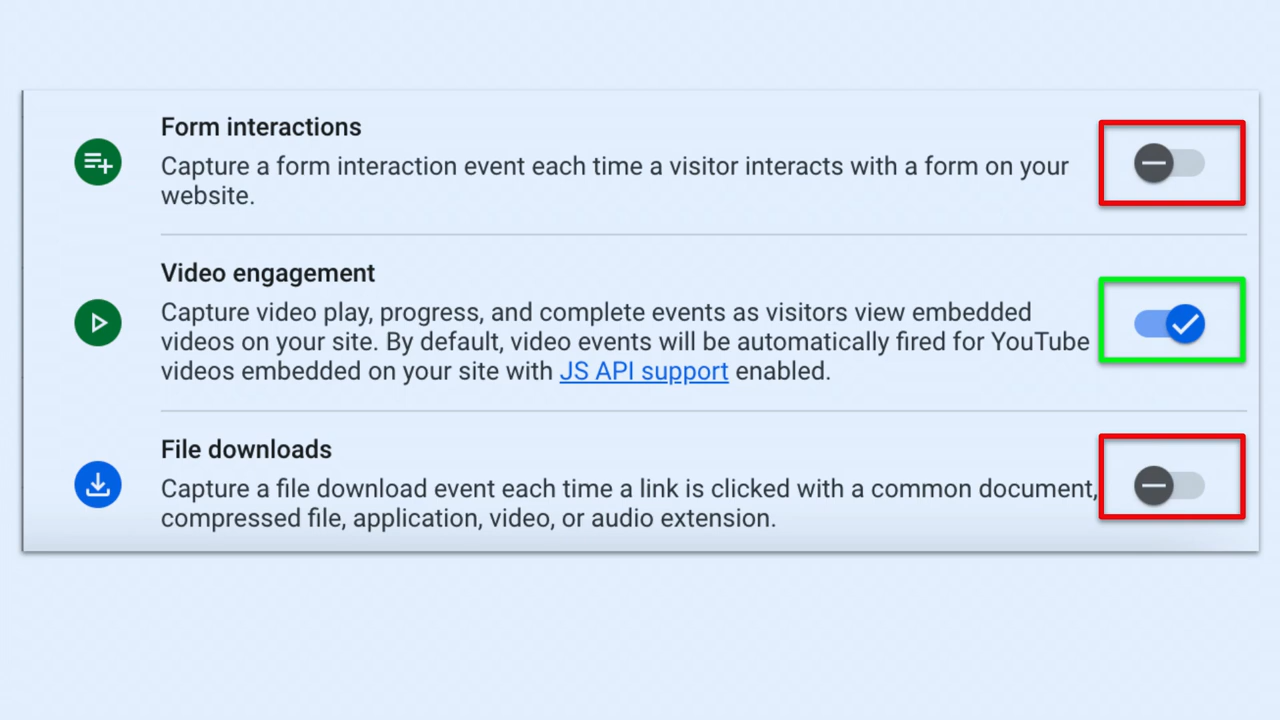 Form interactions
Capture a form interaction event each time a visitor interacts with a form on your
website.
Video engagement
Capture video play, progress, and complete events as visitors view embedded
videos on your site. By default, video events will be automatically fired for YouTube
videos embedded on your site with JS API support enabled.
File downloads
Capture a file download event each time a link is clicked with a common document,
compressed file, application, video, or audio extension.